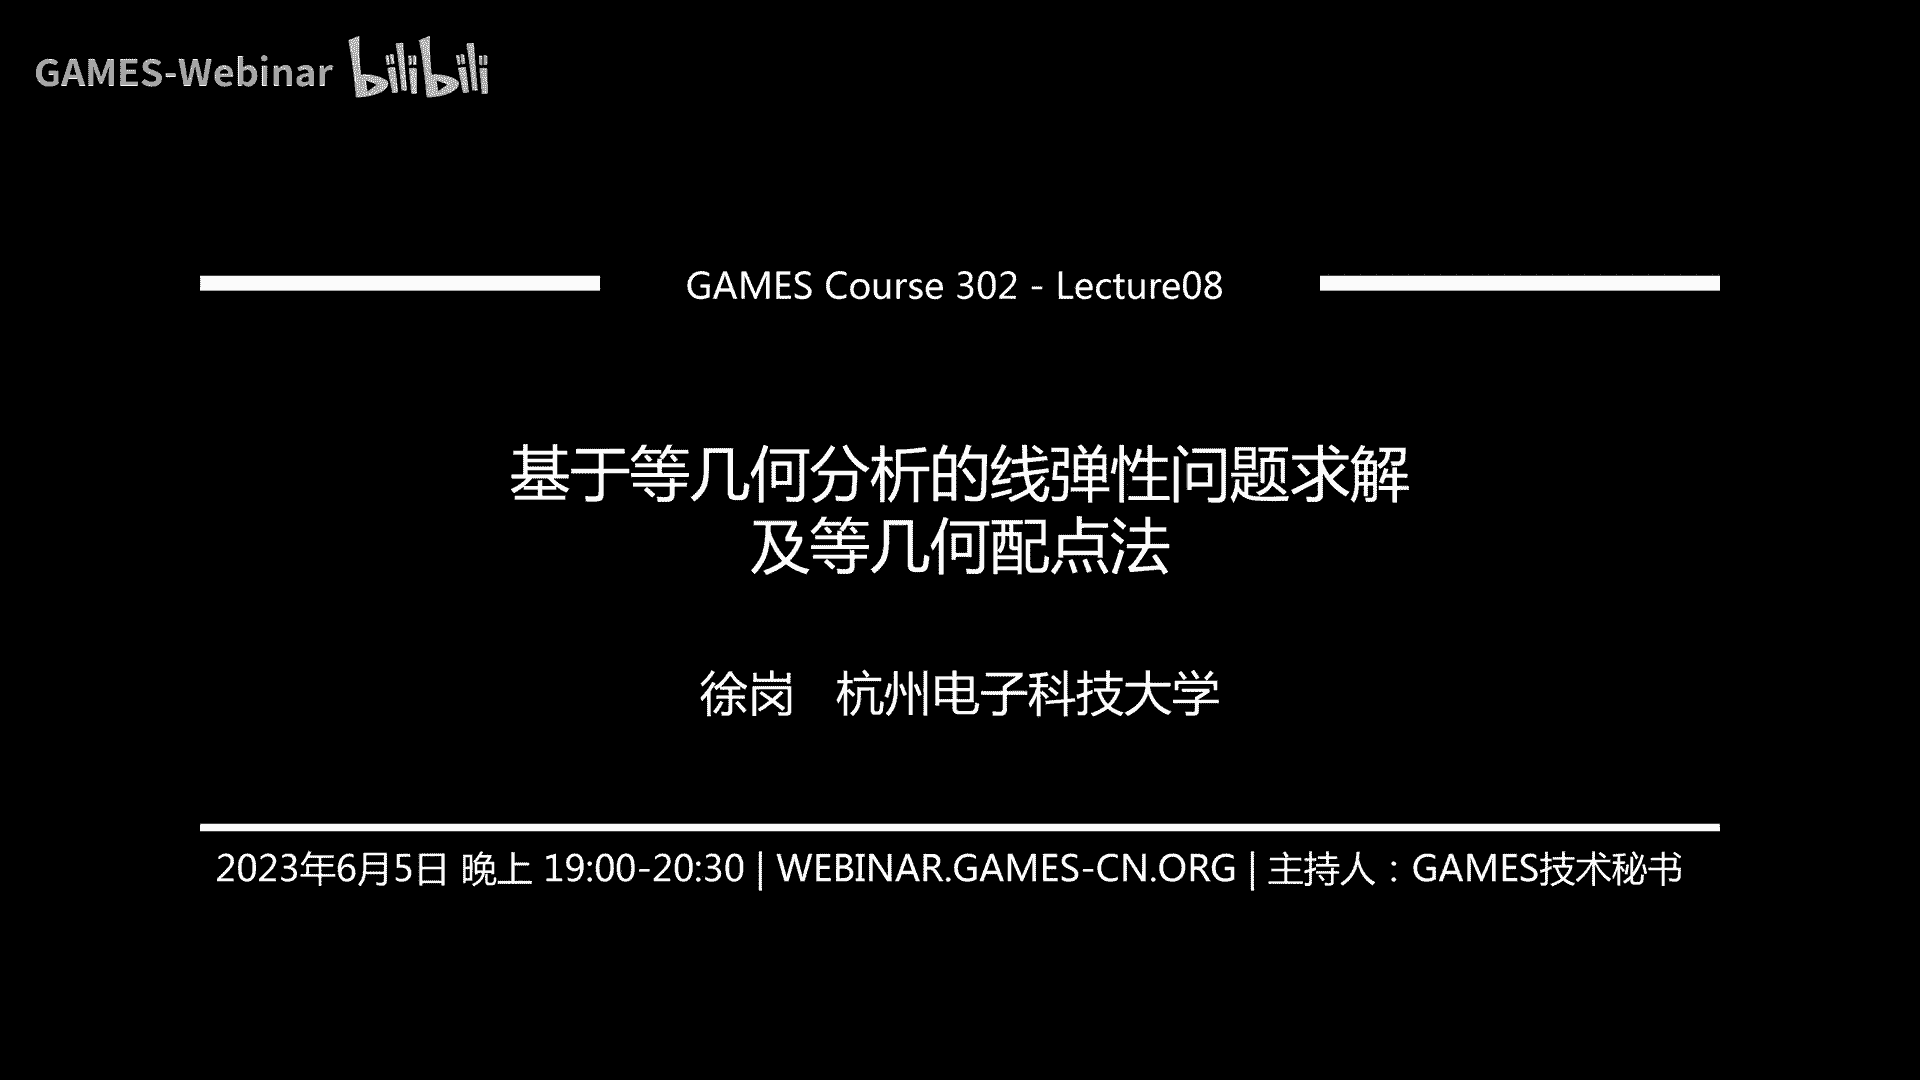 GAMES-Webinar bilibili
GAMES Course 302 - Lecture08
基于等几何分析的线弹性问题求解
及等几何配点法
徐岗 杭州电子科技大学
2023年6月5日 晚上 19:00-20:30 | WEBINAR.GAMES-CN.ORG | 主持人：GAMES技术秘书